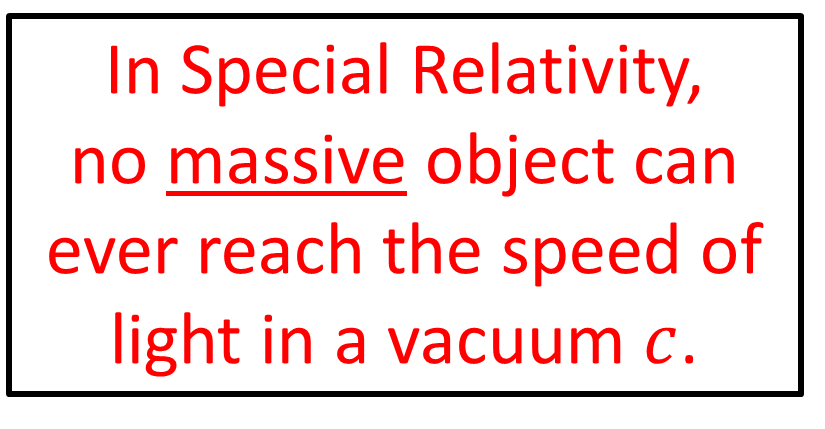 In Special Relativity,
no massive object can
ever reach the speed of
light in a vacuum c.